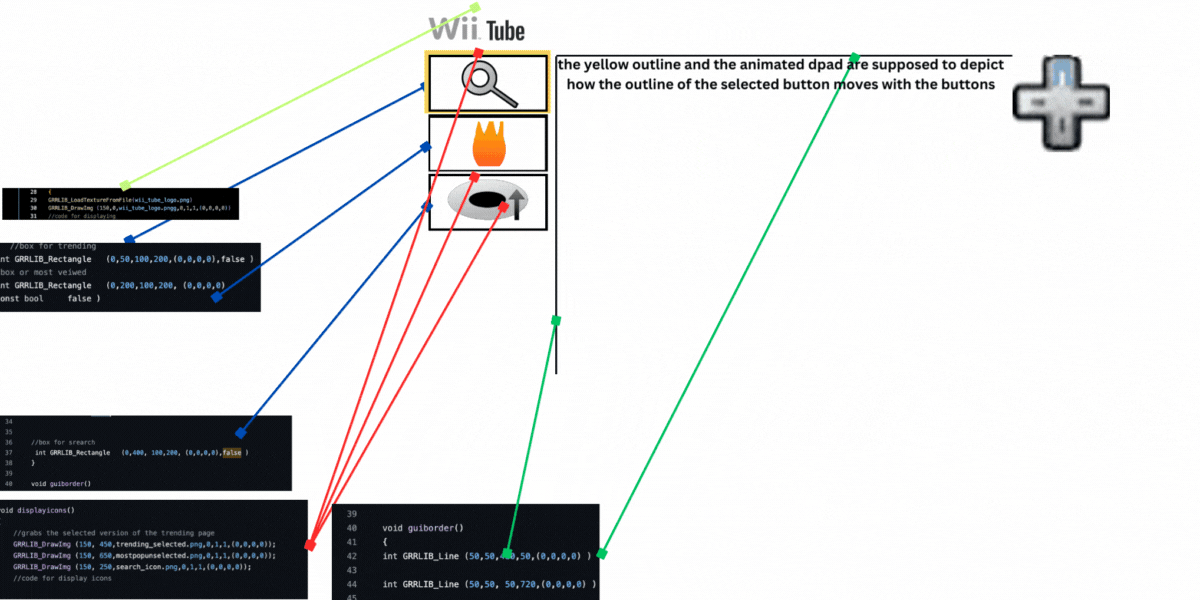 Wii Tube
the yellow outline and the animated dpad are supposed to depict
how the outline of the selected button moves with the buttons
28 {
29 GRRLIB_LoadTextureFromFile(wii_tube_logo.png)
30 GRRLIB_DrawImg (150,0,wii_tube_logo.pngg,0,1,1,(0,0,0,0))
31 //code for displaying
//box for trending
nt GRRLIB_Rectangle (0,50,100,200,(0,0,0,0),false )
box or most veiwed
nt GRRLIB_Rectangle (0,200,100,200, (0,0,0,0)
onst bool false )
34
35
36 //box for srearch
37 int GRRLIB_Rectangle (0,400, 100,200, (0,0,0,0),false )
38 }
39
40 void guiborder()
oid displayicons()
//grabs the selected version of the trending page
GRRLIB_DrawImg (150, 450,trending_selected.png,0,1,1,(0,0,0,0));
GRRLIB_DrawImg (150, 650,mostpopunselected.png,0,1,1,(0,0,0,0));
GRRLIB_DrawImg (150, 250,search_icon.png,0,1,1,(0,0,0,0));
//code for display icons
39
40 void guiborder()
41 {
42 int GRRLIB_Line (50,50, ,50,(0,0,0,0) )
43
44 int GRRLIB_Line (50,50, 50,720,(0,0,0,0) )
45